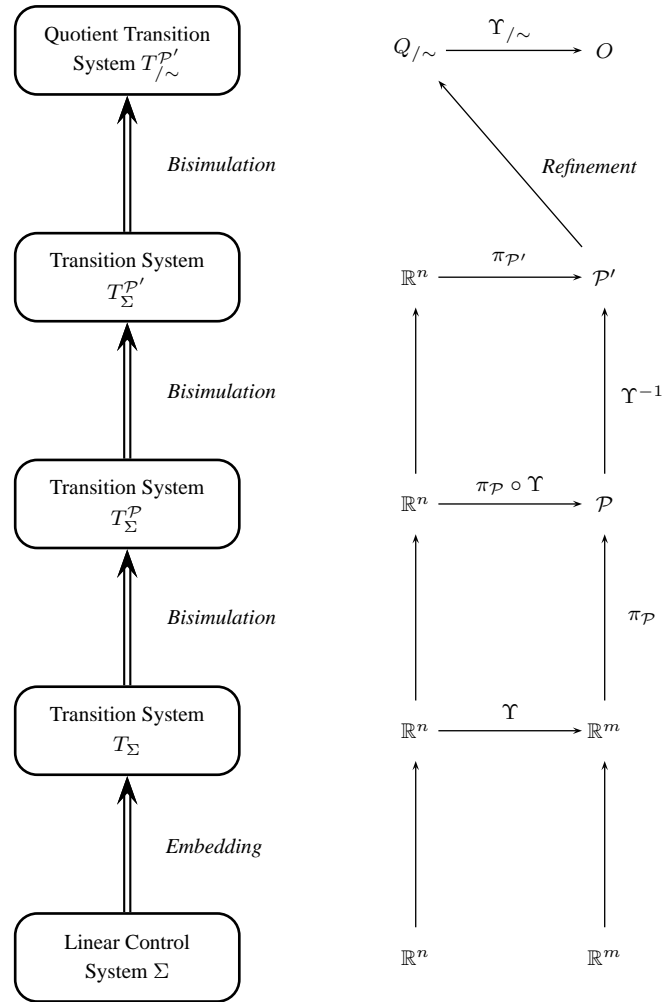 Quotient Transition
System $T^{\mathcal{P}'}_{/\sim}$
$Q_{/\sim}$ $\Upsilon_{/\sim}$ $O$
Bisimulation
Refinement
Transition System
$T^{\mathcal{P}'}_{\Sigma}$
$\mathbb{R}^n$ $\pi_{\mathcal{P}'}$ $\mathcal{P}'$
Bisimulation
$\Upsilon^{-1}$
Transition System
$T^{\mathcal{P}}_{\Sigma}$
$\mathbb{R}^n$ $\pi_{\mathcal{P}} \circ \Upsilon$ $\mathcal{P}$
Bisimulation
$\pi_{\mathcal{P}}$
Transition System
$T_{\Sigma}$
$\mathbb{R}^n$ $\Upsilon$ $\mathbb{R}^m$
Embedding
Linear Control
System $\Sigma$
$\mathbb{R}^n$ $\mathbb{R}^m$